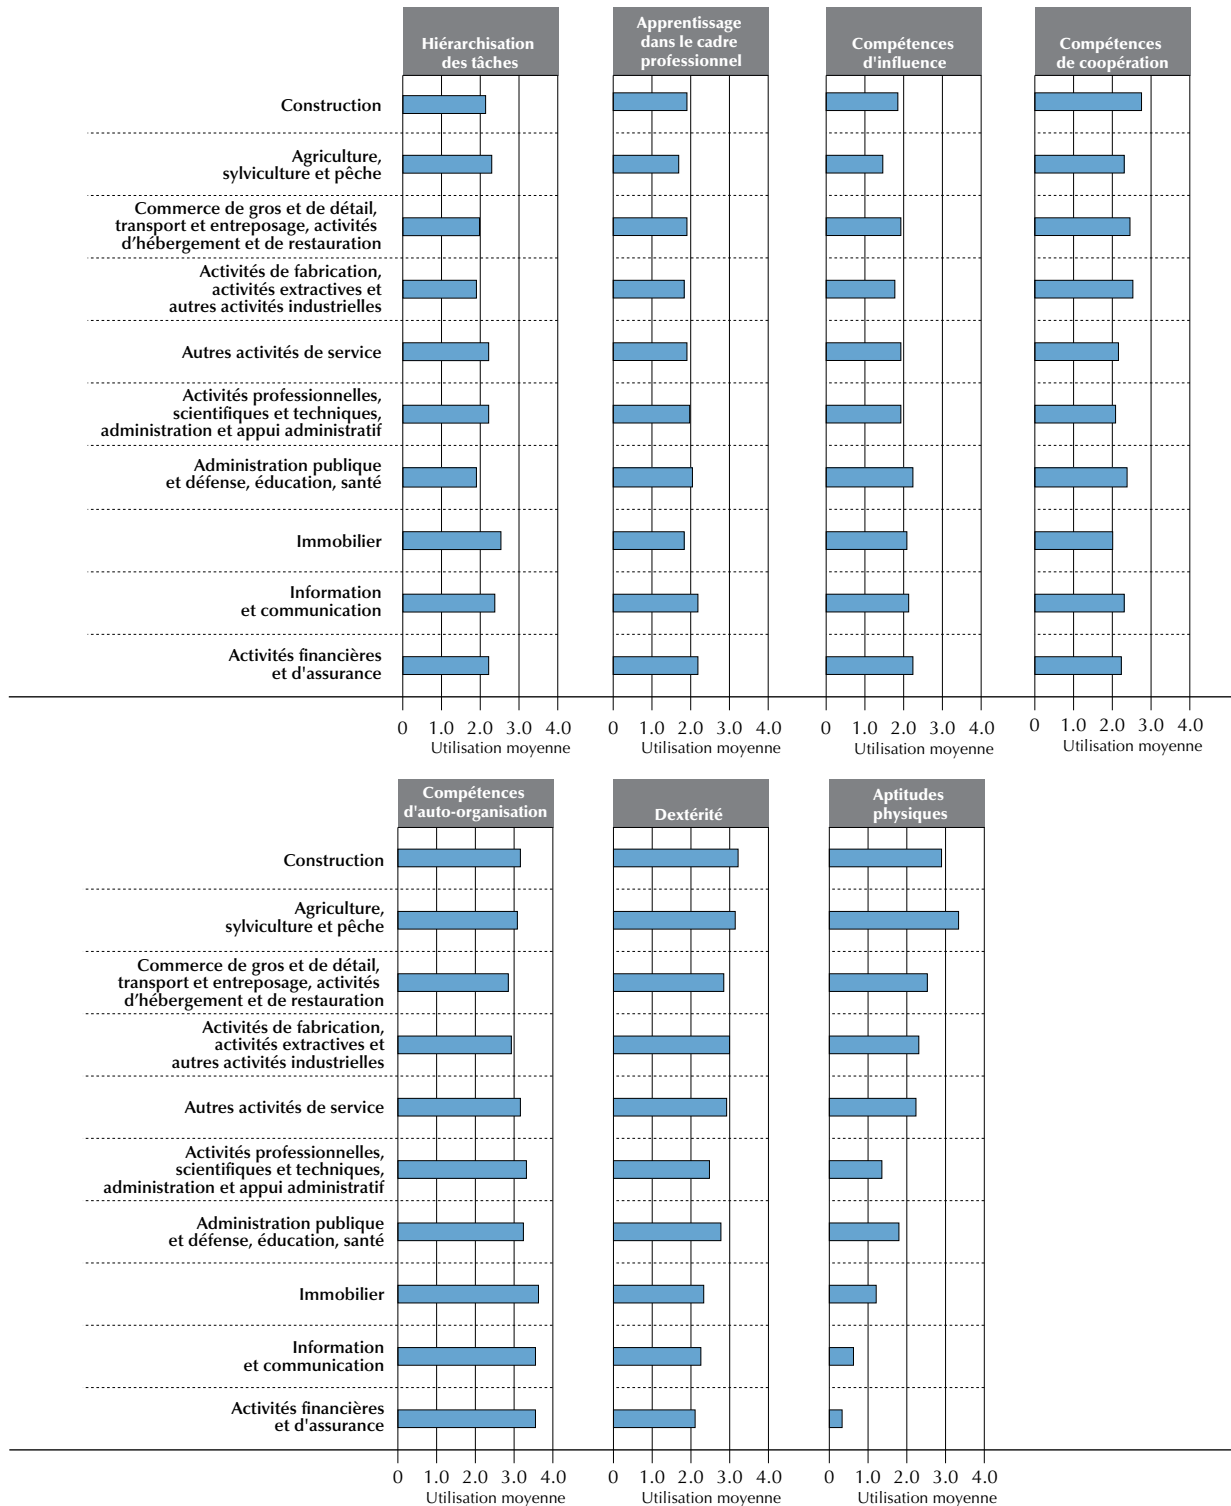 Hiérarchisation
des tâches
Apprentissage
dans le cadre
professionnel
Compétences
d'influence
Compétences
de coopération
Construction
Agriculture,
sylviculture et pêche
Commerce de gros et de détail,
transport et entreposage, activités
d’hébergement et de restauration
Activités de fabrication,
activités extractives et
autres activités industrielles
Autres activités de service
Activités professionnelles,
scientifiques et techniques,
administration et appui administratif
Administration publique
et défense, éducation, santé
Immobilier
Information
et communication
Activités financières
et d'assurance
0 1.0 2.0 3.0 4.0
Utilisation moyenne
0 1.0 2.0 3.0 4.0
Utilisation moyenne
0 1.0 2.0 3.0 4.0
Utilisation moyenne
0 1.0 2.0 3.0 4.0
Utilisation moyenne
Compétences
d'auto-organisation
Dextérité
Aptitudes
physiques
Construction
Agriculture,
sylviculture et pêche
Commerce de gros et de détail,
transport et entreposage, activités
d’hébergement et de restauration
Activités de fabrication,
activités extractives et
autres activités industrielles
Autres activités de service
Activités professionnelles,
scientifiques et techniques,
administration et appui administratif
Administration publique
et défense, éducation, santé
Immobilier
Information
et communication
Activités financières
et d'assurance
0 1.0 2.0 3.0 4.0
Utilisation moyenne
0 1.0 2.0 3.0 4.0
Utilisation moyenne
0 1.0 2.0 3.0 4.0
Utilisation moyenne